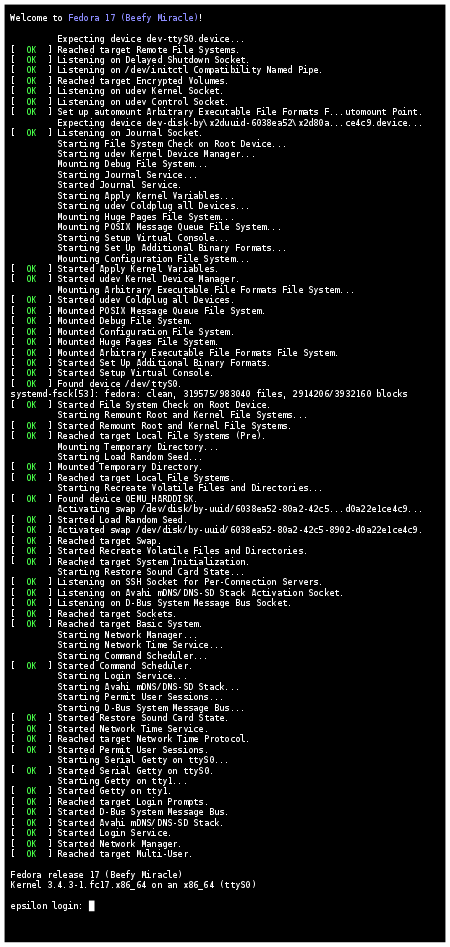 Welcome to Fedora 17 (Beefy Miracle)!
Expecting device dev-ttyS0.device...
[ OK ] Reached target Remote File Systems.
[ OK ] Listening on Delayed Shutdown Socket.
[ OK ] Listening on /dev/initctl Compatibility Named Pipe.
[ OK ] Reached target Encrypted Volumes.
[ OK ] Listening on udev Kernel Socket.
[ OK ] Listening on udev Control Socket.
[ OK ] Set up automount Arbitrary Executable File Formats F...utomount Point.
Expecting device dev-disk-by\x2duuid-6038ea52\x2d80a...ce4c9.device...
[ OK ] Listening on Journal Socket.
Starting File System Check on Root Device...
Starting udev Kernel Device Manager...
Mounting Debug File System...
Starting Journal Service...
Started Journal Service.
Starting Apply Kernel Variables...
Starting udev Coldplug all Devices...
Mounting Huge Pages File System...
Mounting POSIX Message Queue File System...
Starting Setup Virtual Console...
Starting Set Up Additional Binary Formats...
Mounting Configuration File System...
[ OK ] Started Apply Kernel Variables.
[ OK ] Started udev Kernel Device Manager.
Mounting Arbitrary Executable File Formats File System...
[ OK ] Started udev Coldplug all Devices.
[ OK ] Mounted POSIX Message Queue File System.
[ OK ] Mounted Debug File System.
[ OK ] Mounted Configuration File System.
[ OK ] Mounted Huge Pages File System.
[ OK ] Mounted Arbitrary Executable File Formats File System.
[ OK ] Started Set Up Additional Binary Formats.
[ OK ] Started Setup Virtual Console.
[ OK ] Found device /dev/ttyS0.
systemd-fsck[53]: fedora: clean, 319575/983040 files, 2914206/3932160 blocks
[ OK ] Started File System Check on Root Device.
Starting Remount Root and Kernel File Systems...
[ OK ] Started Remount Root and Kernel File Systems.
[ OK ] Reached target Local File Systems (Pre).
Mounting Temporary Directory...
Starting Load Random Seed...
[ OK ] Mounted Temporary Directory.
[ OK ] Reached target Local File Systems.
Starting Recreate Volatile Files and Directories...
[ OK ] Found device QEMU_HARDDISK.
Activating swap /dev/disk/by-uuid/6038ea52-80a2-42c5...d0a22e1ce4c9...
[ OK ] Started Load Random Seed.
[ OK ] Activated swap /dev/disk/by-uuid/6038ea52-80a2-42c5-8902-d0a22e1ce4c9.
[ OK ] Reached target Swap.
[ OK ] Started Recreate Volatile Files and Directories.
[ OK ] Reached target System Initialization.
Starting Restore Sound Card State...
[ OK ] Listening on SSH Socket for Per-Connection Servers.
[ OK ] Listening on Avahi mDNS/DNS-SD Stack Activation Socket.
[ OK ] Listening on D-Bus System Message Bus Socket.
[ OK ] Reached target Sockets.
[ OK ] Reached target Basic System.
Starting Network Manager...
Starting Network Time Service...
Starting Command Scheduler...
[ OK ] Started Command Scheduler.
Starting Login Service...
Starting Avahi mDNS/DNS-SD Stack...
Starting Permit User Sessions...
Starting D-Bus System Message Bus...
[ OK ] Started Restore Sound Card State.
[ OK ] Started Network Time Service.
[ OK ] Reached target Network Time Protocol.
[ OK ] Started Permit User Sessions.
Starting Serial Getty on ttyS0...
[ OK ] Started Serial Getty on ttyS0.
Starting Getty on tty1...
[ OK ] Started Getty on tty1.
[ OK ] Reached target Login Prompts.
[ OK ] Started D-Bus System Message Bus.
[ OK ] Started Avahi mDNS/DNS-SD Stack.
[ OK ] Started Login Service.
[ OK ] Started Network Manager.
[ OK ] Reached target Multi-User.
Fedora release 17 (Beefy Miracle)
Kernel 3.4.3-1.fc17.x86_64 on an x86_64 (ttyS0)
epsilon login: